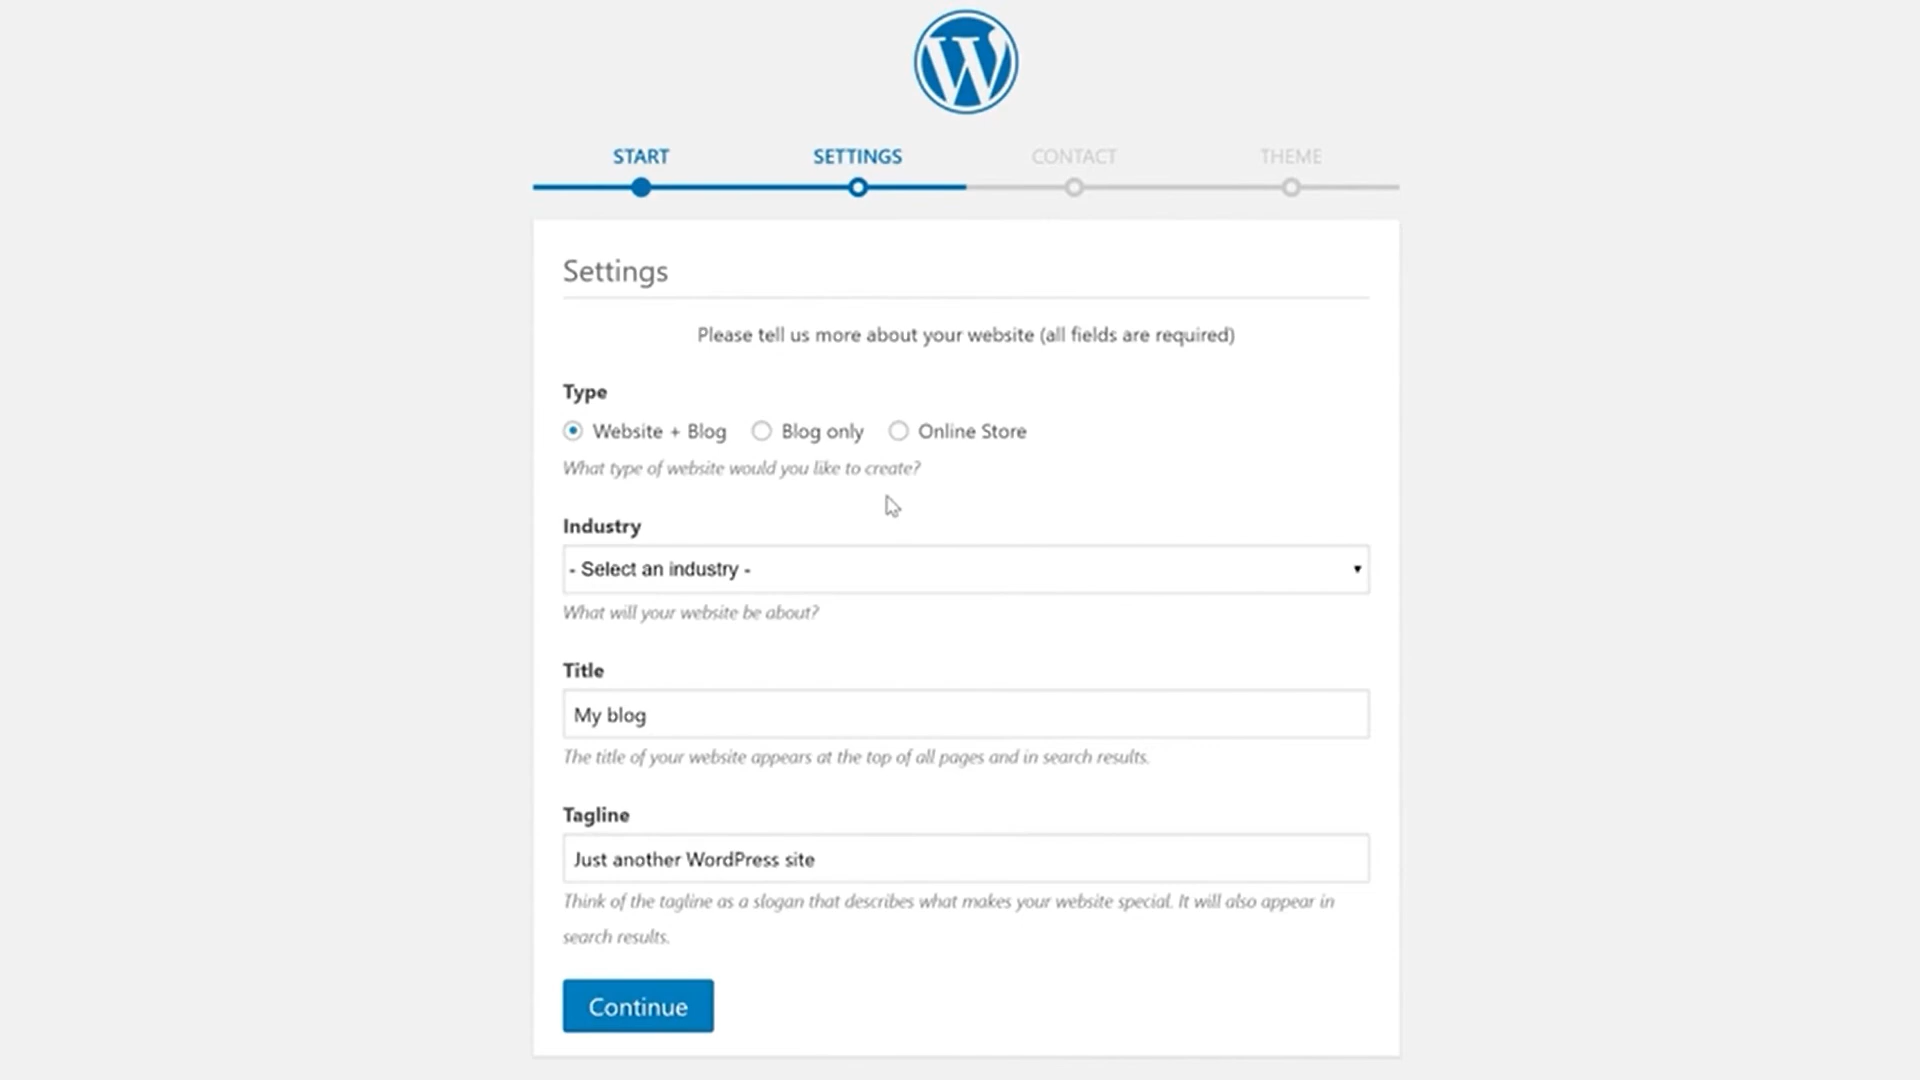 START SETTINGS CONTACT THEME
Settings
Please tell us more about your website (all fields are required)
Type
Website + Blog Blog only Online Store
What type of website would you like to create?
Industry
- Select an industry -
What will your website be about?
Title
My blog
The title of your website appears at the top of all pages and in search results.
Tagline
Just another WordPress site
Think of the tagline as a slogan that describes what makes your website special. It will also appear in
search results.
Continue